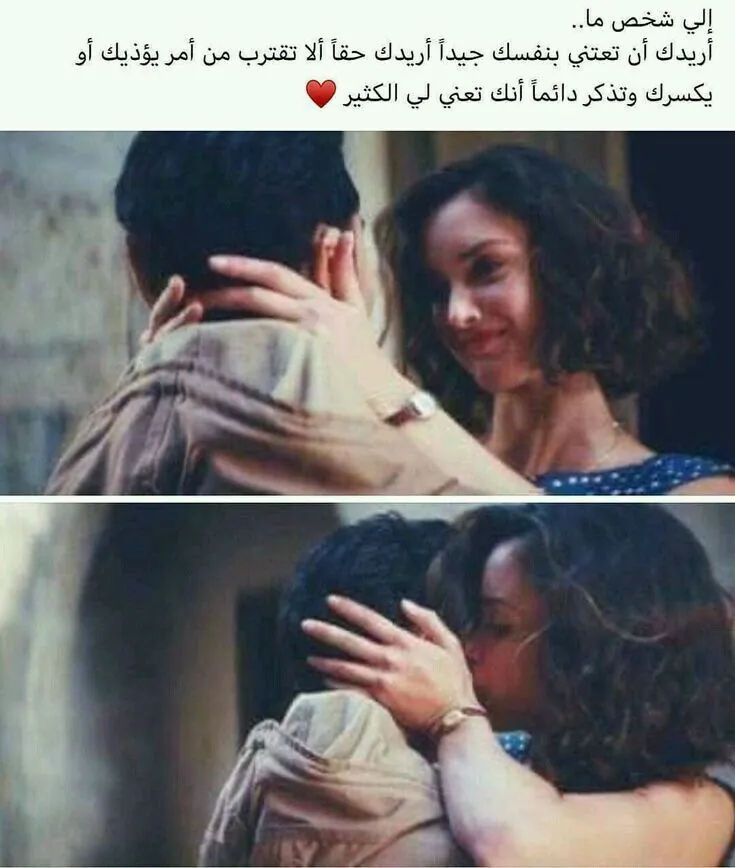 إلي شخص ما..
أريدك أن تعتني بنفسك جيداً أريدك حقاً ألا تقترب من أمر يؤذيك أو
يكسرك وتذكر دائماً أنك تعني لي الكثير ♥️